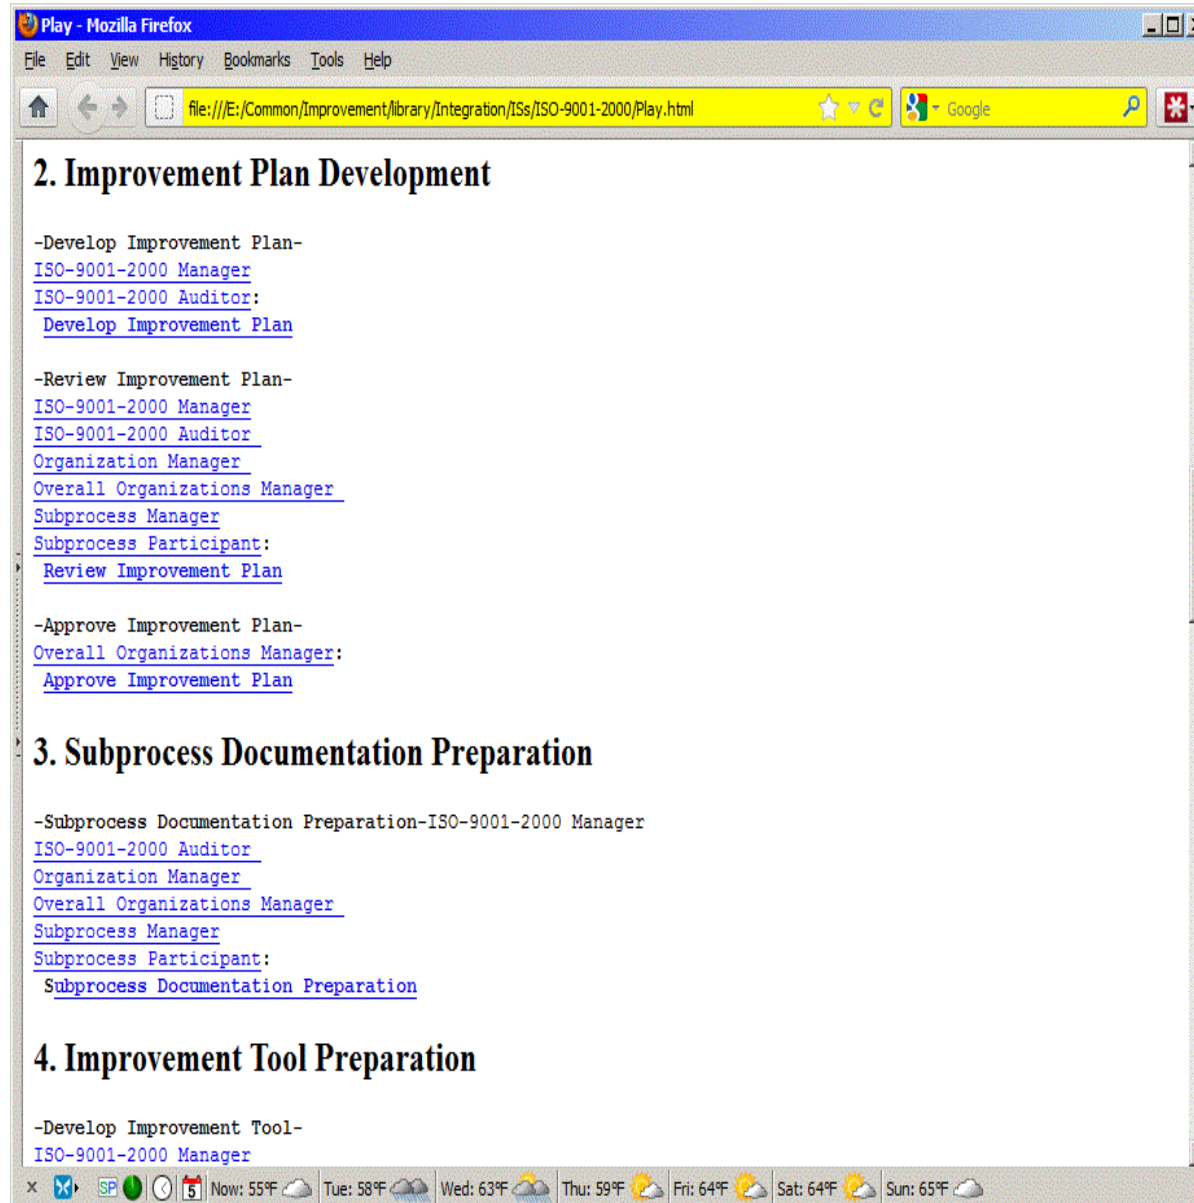 Play - Mozilla Firefox
File Edit View History Bookmarks Tools Help
file:///E:/Common/Improvement/library/Integration/ISs/ISO-9001-2000/Play.html Google
2. Improvement Plan Development
-Develop Improvement Plan-
ISO-9001-2000 Manager
ISO-9001-2000 Auditor:
Develop Improvement Plan
-Review Improvement Plan-
ISO-9001-2000 Manager
ISO-9001-2000 Auditor
Organization Manager
Overall Organizations Manager
Subprocess Manager
Subprocess Participant:
Review Improvement Plan
-Approve Improvement Plan-
Overall Organizations Manager:
Approve Improvement Plan
3. Subprocess Documentation Preparation
-Subprocess Documentation Preparation-ISO-9001-2000 Manager
ISO-9001-2000 Auditor
Organization Manager
Overall Organizations Manager
Subprocess Manager
Subprocess Participant:
Subprocess Documentation Preparation
4. Improvement Tool Preparation
-Develop Improvement Tool-
ISO-9001-2000 Manager
SP 5 Now: 55°F Tue: 58°F Wed: 63°F Thu: 59°F Fri: 64°F Sat: 64°F Sun: 65°F